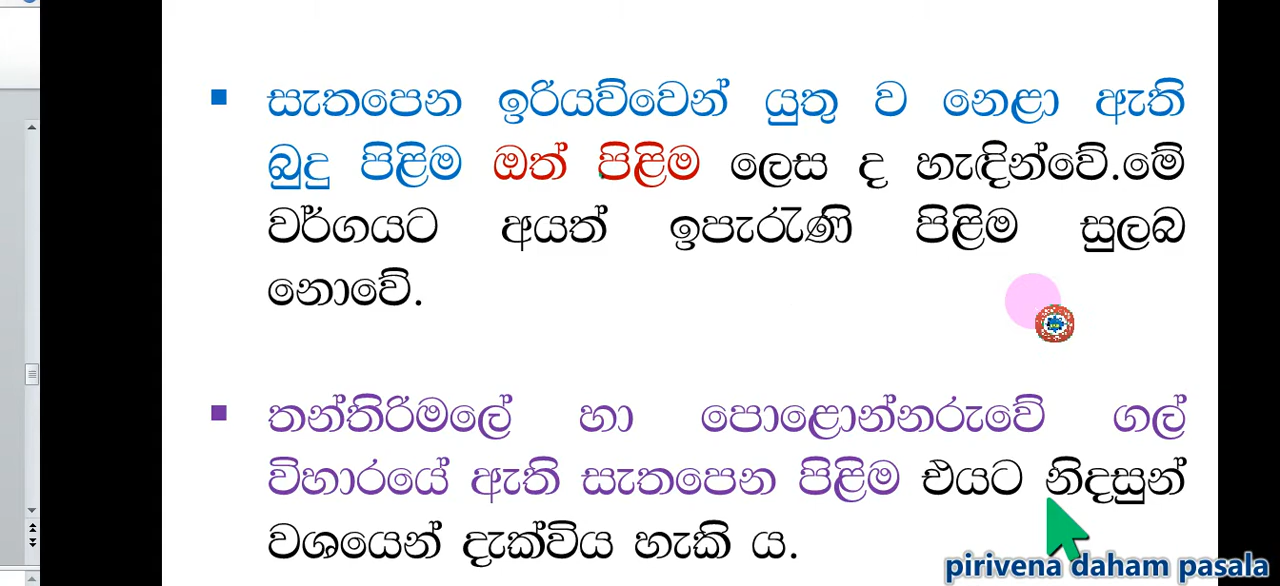 ▪ සැතපෙන ඉරියව්වෙන් යුතු ව නෙළා ඇති
බුදු පිළිම ඔත් පිළිම ලෙස ද හැඳින්වේ.මේ
වර්ගයට අයත් ඉපැරැණි පිළිම සුලබ
නොවේ.
▪ තන්තිරිමලේ හා පොළොන්නරුවේ ගල්
විහාරයේ ඇති සැතපෙන පිළිම එයට නිදසුන්
වශයෙන් දැක්විය හැකි ය.
pirivena daham pasala